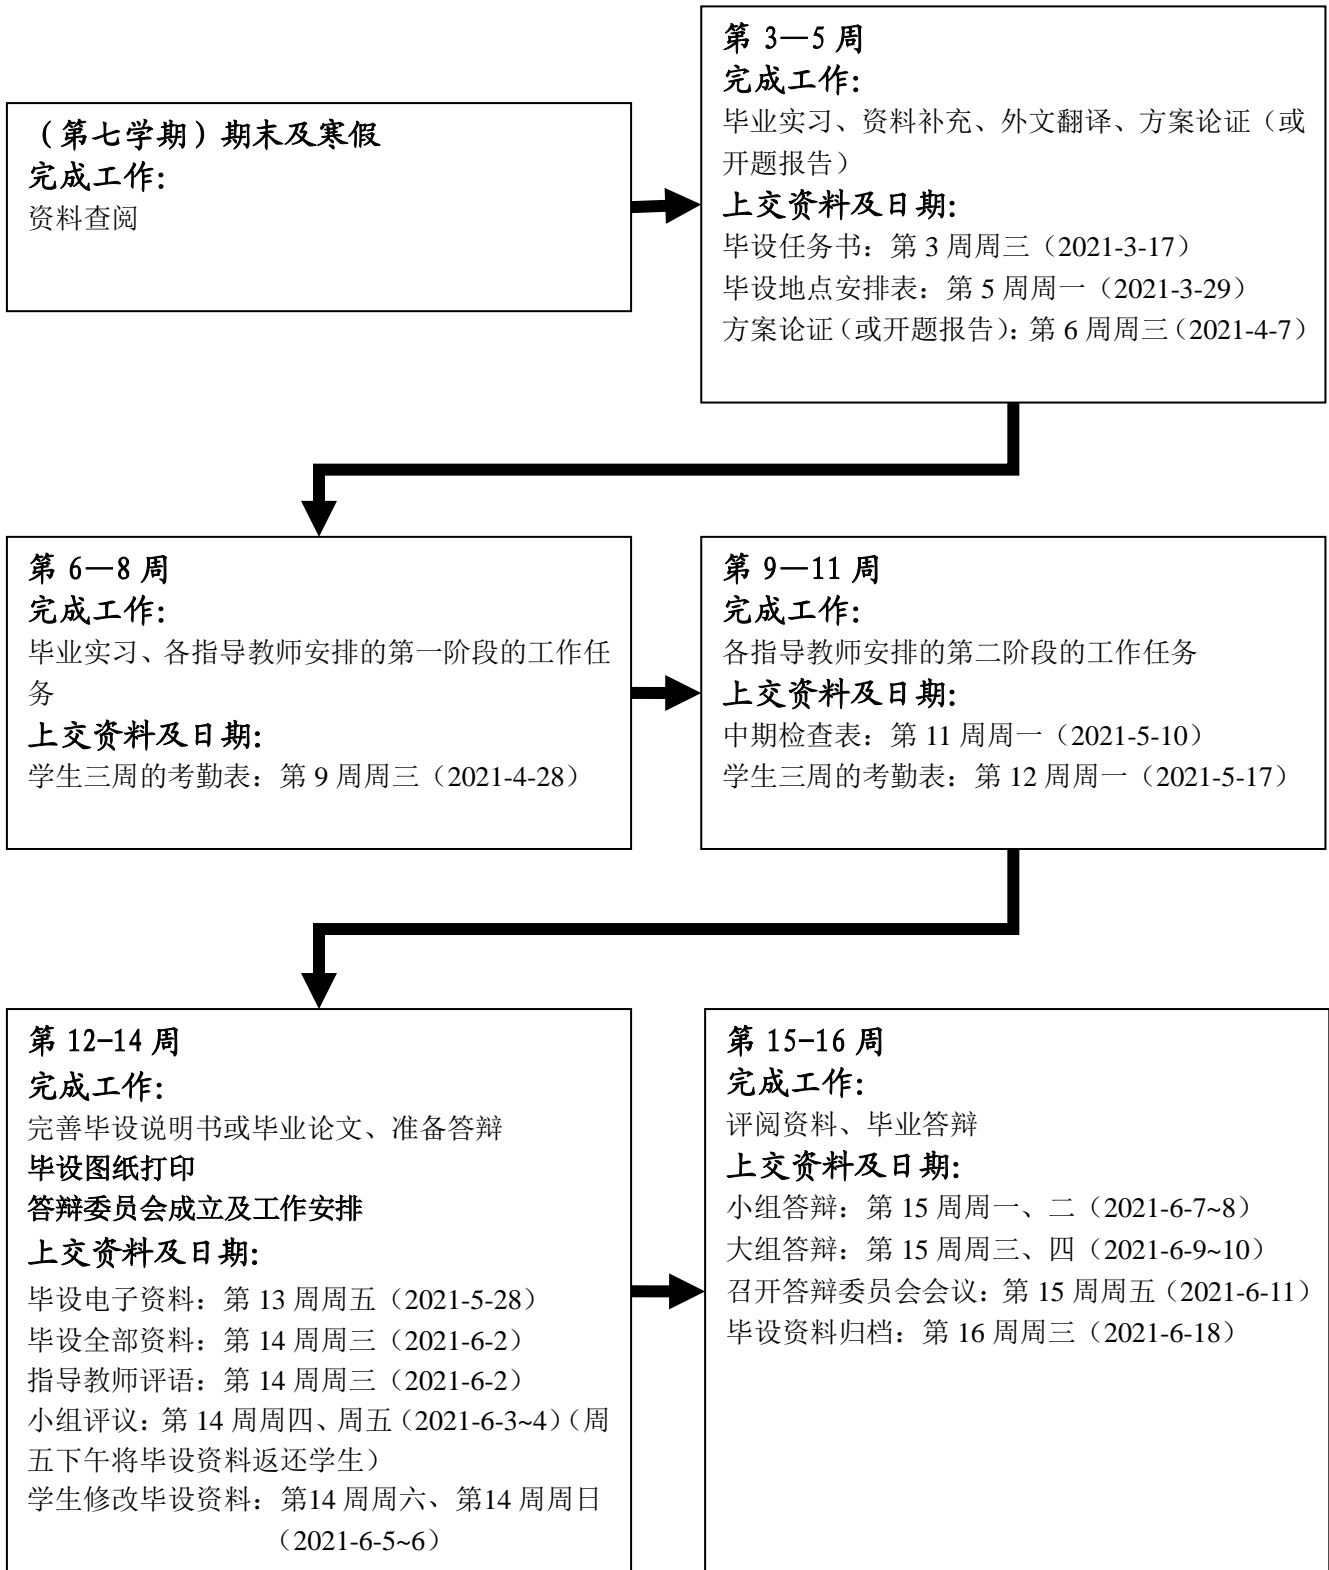 （第七学期）期末及寒假
完成工作：
资料查阅
第 3—5 周
完成工作：
毕业实习、资料补充、外文翻译、方案论证（或
开题报告）
上交资料及日期：
毕设任务书：第 3 周周三（2021-3-17）
毕设地点安排表：第 5 周周一（2021-3-29）
方案论证（或开题报告）：第 6 周周三（2021-4-7）
第 6—8 周
完成工作：
毕业实习、各指导教师安排的第一阶段的工作任
务
上交资料及日期：
学生三周的考勤表：第 9 周周三（2021-4-28）
第 9—11 周
完成工作：
各指导教师安排的第二阶段的工作任务
上交资料及日期：
中期检查表：第 11 周周一（2021-5-10）
学生三周的考勤表：第 12 周周一（2021-5-17）
第 12-14 周
完成工作：
完善毕设说明书或毕业论文、准备答辩
毕设图纸打印
答辩委员会成立及工作安排
上交资料及日期：
毕设电子资料：第 13 周周五（2021-5-28）
毕设全部资料：第 14 周周三（2021-6-2）
指导教师评语：第 14 周周三（2021-6-2）
小组评议：第 14 周周四、周五（2021-6-3~4）（周
五下午将毕设资料返还学生）
学生修改毕设资料：第14 周周六、第14 周周日
（2021-6-5~6）
第 15-16 周
完成工作：
评阅资料、毕业答辩
上交资料及日期：
小组答辩：第 15 周周一、二（2021-6-7~8）
大组答辩：第 15 周周三、四（2021-6-9~10）
召开答辩委员会会议：第 15 周周五（2021-6-11）
毕设资料归档：第 16 周周三（2021-6-18）